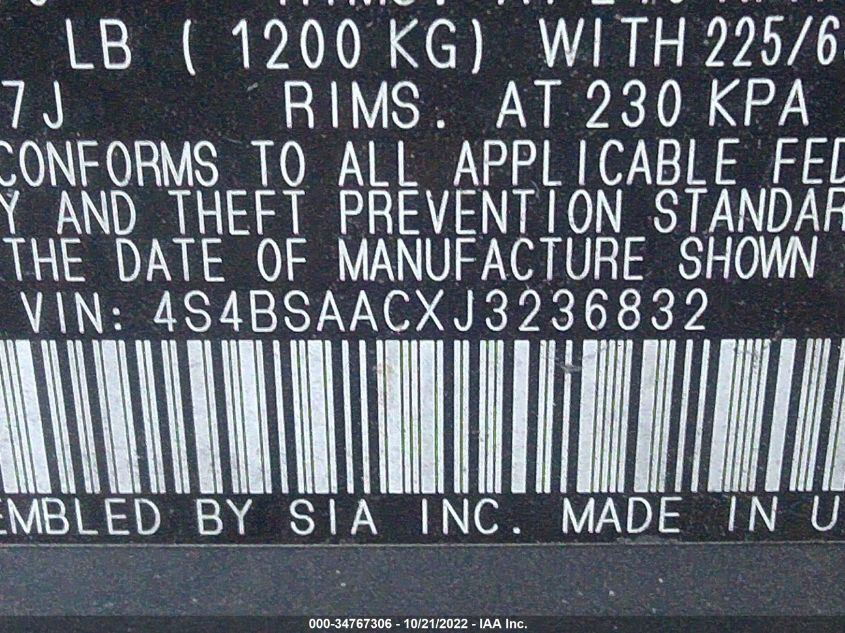 LB ( 1200 KG) WITH 225/6
7J RIMS. AT 230 KPA
CONFORMS TO ALL APPLICABLE FED
Y AND THEFT PREVENTION STANDAR
THE DATE OF MANUFACTURE SHOWN
VIN: 4S4BSAACXJ3236832
EMBLED BY SIA INC. MADE IN U
000-34767306 - 10/21/2022 - IAA Inc.